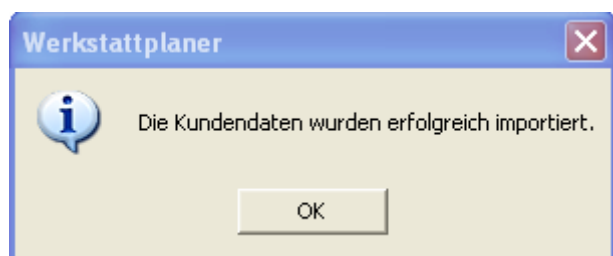 Werkstattplaner
Die Kundendaten wurden erfolgreich importiert.
OK